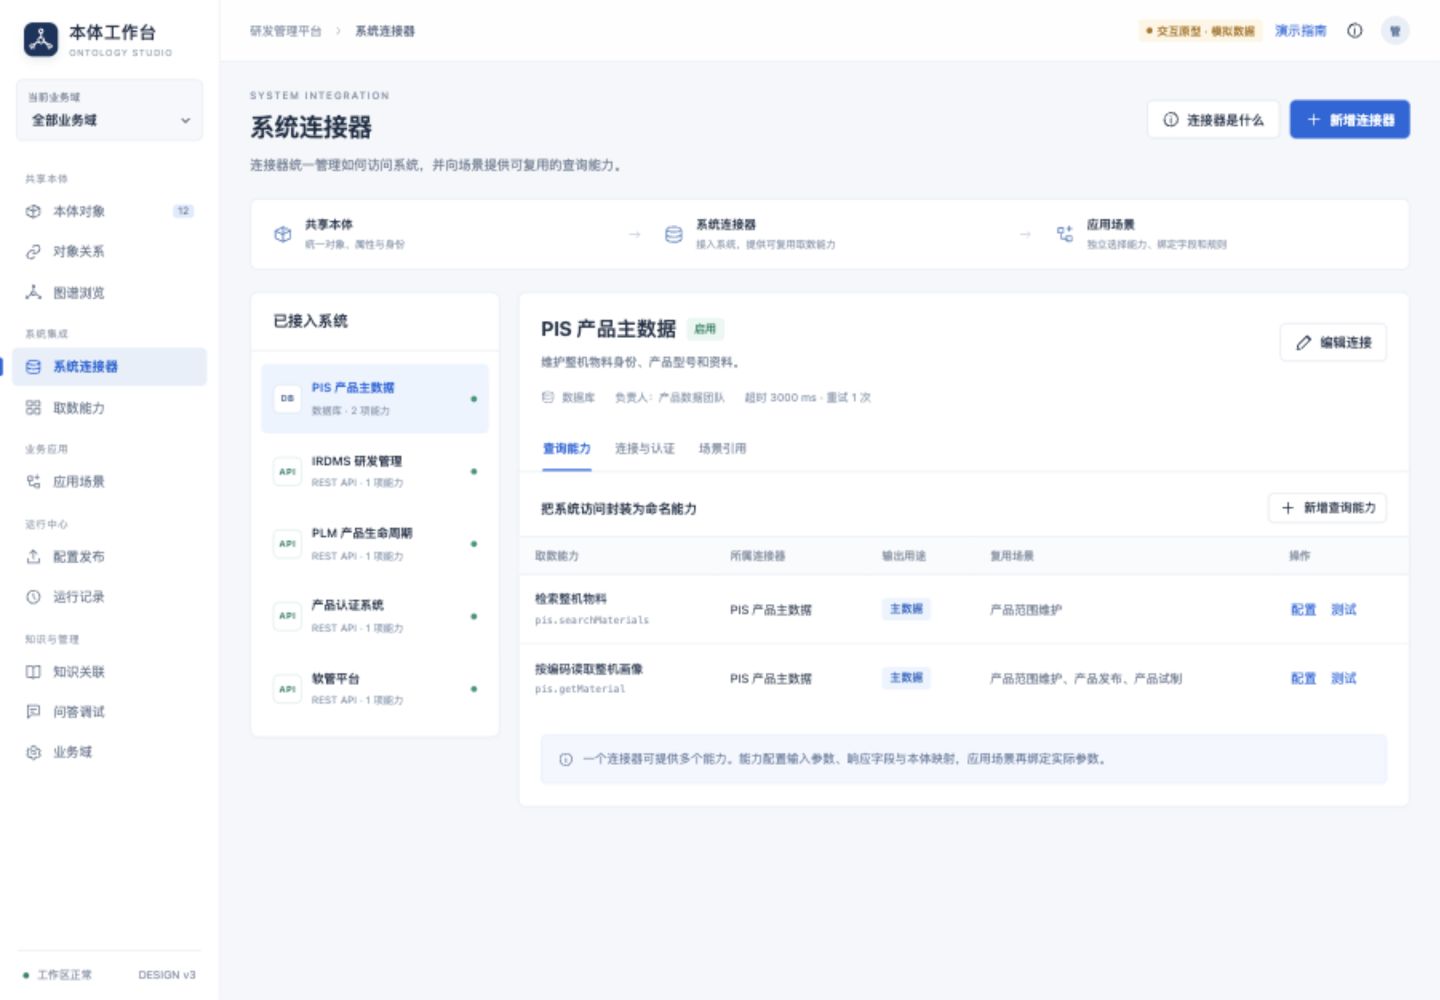 本体工作台
ONTOLOGY STUDIO
当前业务域
全部业务域
共享本体
本体对象 12
对象关系
图谱浏览
系统集成
系统连接器
取数能力
业务应用
应用场景
运行中心
配置发布
运行记录
知识与管理
知识关联
问答调试
业务域
工作区正常 DESIGN v3
研发管理平台 > 系统连接器
交互原型 · 模拟数据 演示指南 管
SYSTEM INTEGRATION
系统连接器
连接器统一管理如何访问系统，并向场景提供可复用的查询能力。
连接器是什么
+ 新增连接器
共享本体
统一对象、属性与身份
→
系统连接器
接入系统，提供可复用取数能力
→
应用场景
独立选择能力、绑定字段和规则
已接入系统
DB
PIS 产品主数据
数据库 · 2 项能力
API
IRDMS 研发管理
REST API · 1 项能力
API
PLM 产品生命周期
REST API · 1 项能力
API
产品认证系统
REST API · 1 项能力
API
软管平台
REST API · 1 项能力
PIS 产品主数据 启用
编辑连接
维护整机物料身份、产品型号和资料。
数据库 负责人：产品数据团队 超时 3000 ms · 重试 1 次
查询能力 连接与认证 场景引用
把系统访问封装为命名能力
+ 新增查询能力
取数能力 所属连接器 输出用途 复用场景 操作
检索整机物料
pis.searchMaterials
PIS 产品主数据 主数据 产品范围维护 配置 测试
按编码读取整机画像
pis.getMaterial
PIS 产品主数据 主数据 产品范围维护、产品发布、产品试制 配置 测试
一个连接器可提供多个能力。能力配置输入参数、响应字段与本体映射，应用场景再绑定实际参数。